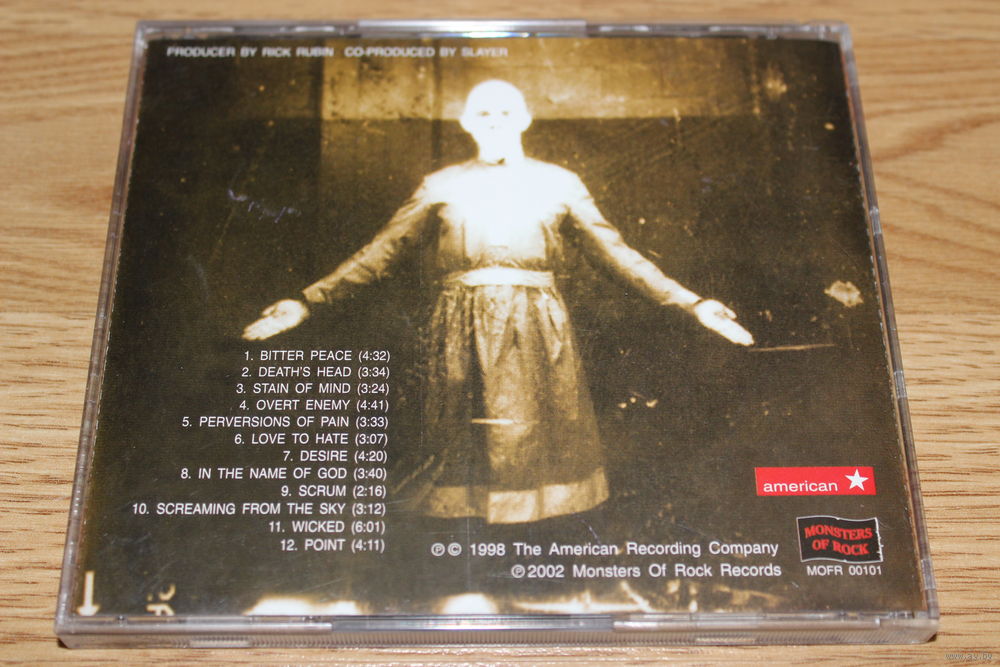 PRODUCER BY RICK RUBIN CO-PRODUCED BY SLAYER
1. BITTER PEACE (4:32)
2. DEATH'S HEAD (3:34)
3. STAIN OF MIND (3:24)
4. OVERT ENEMY (4:41)
5. PERVERSIONS OF PAIN (3:33)
6. LOVE TO HATE (3:07)
7. DESIRE (4:20)
8. IN THE NAME OF GOD (3:40)
9. SCRUM (2:16)
10. SCREAMING FROM THE SKY (3:12)
11. WICKED (6:01)
12. POINT (4:11)
american
MONSTERS
OF ROCK
MOFR 00101
℗© 1998 The American Recording Company
℗2002 Monsters Of Rock Records